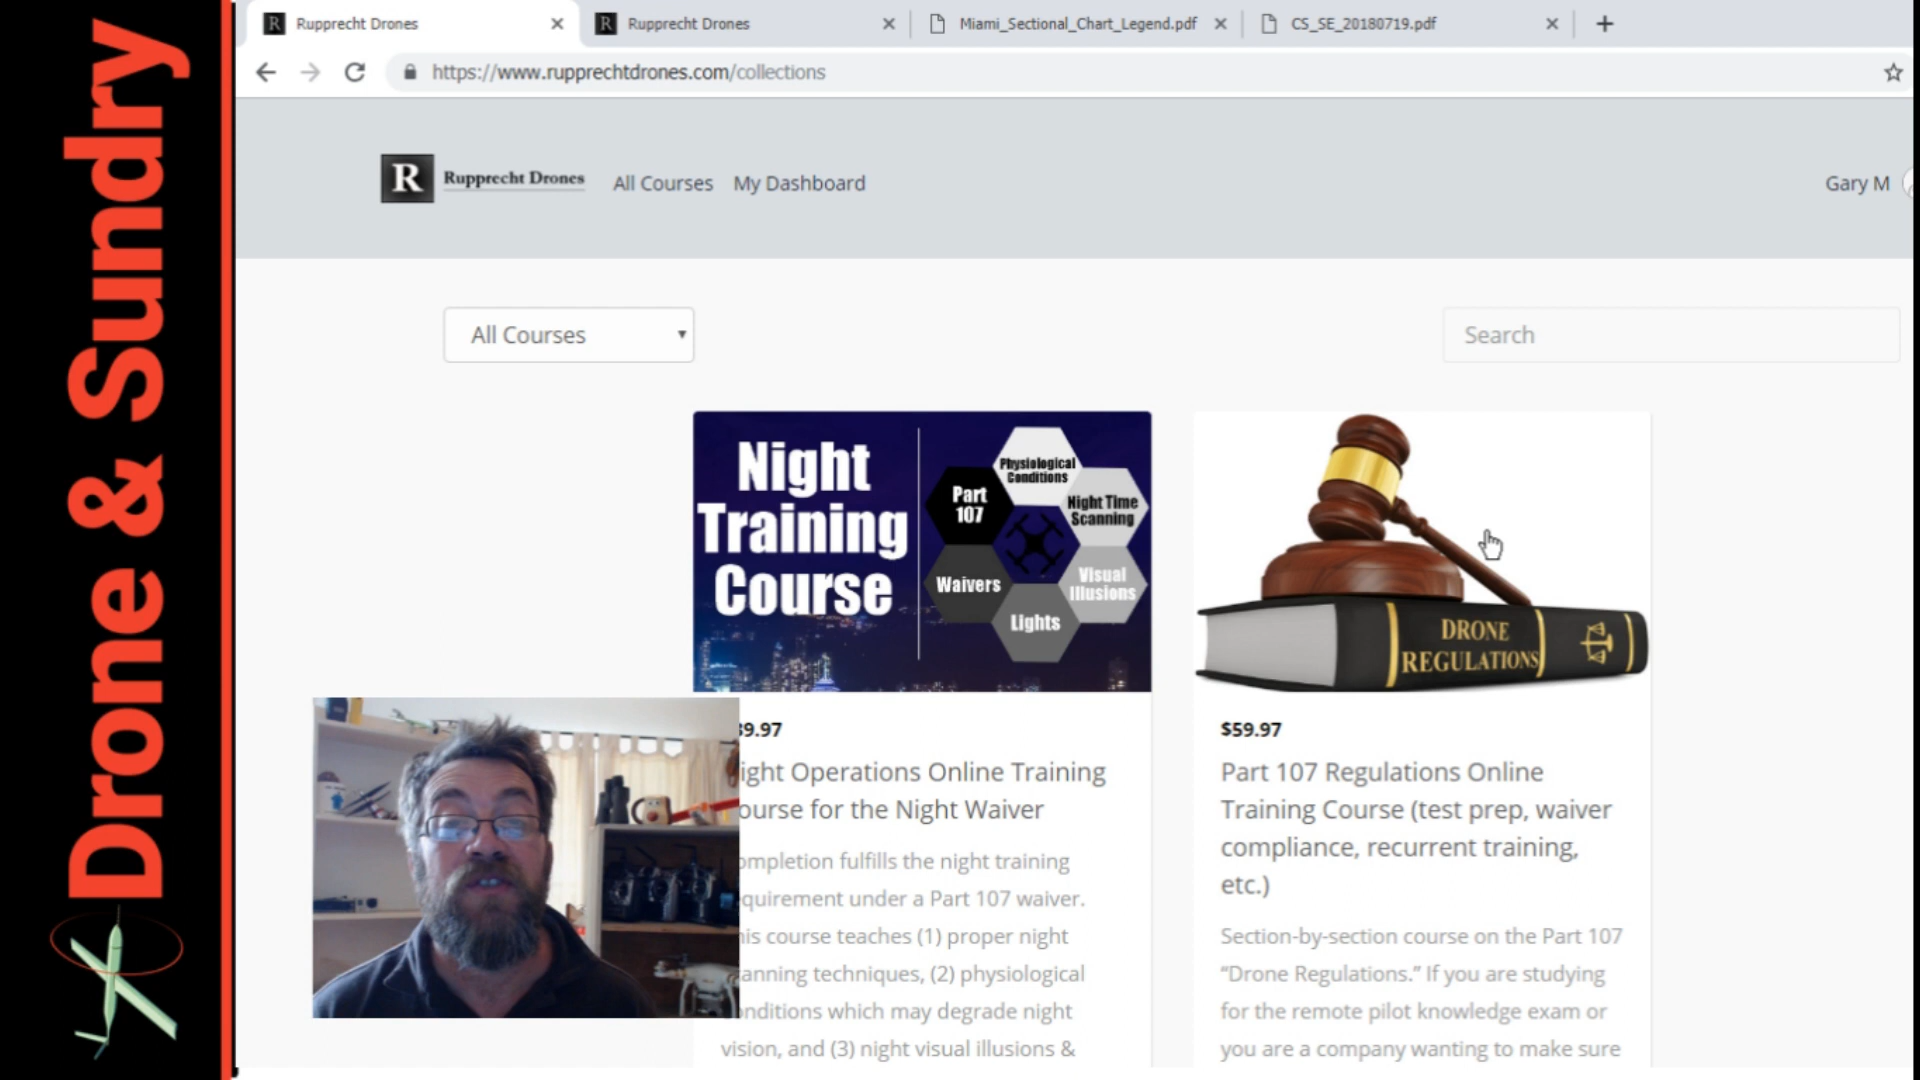 Drone & Sundry
Rupprecht Drones
Rupprecht Drones
Miami_Sectional_Chart_Legend.pdf
CS_SE_20180719.pdf
https://www.rupprechtdrones.com/collections
R Rupprecht Drones
All Courses
My Dashboard
Gary M
All Courses
Search
Night
Training
Course
Physiological
Conditions
Part
107
Night Time
Scanning
Waivers
Visual
Illusions
Lights
DRONE
REGULATIONS
9.97
ight Operations Online Training
ourse for the Night Waiver
ompletion fulfills the night training
quirement under a Part 107 waiver.
is course teaches (1) proper night
anning techniques, (2) physiological
nditions which may degrade night
vision, and (3) night visual illusions &
$59.97
Part 107 Regulations Online
Training Course (test prep, waiver
compliance, recurrent training,
etc.)
Section-by-section course on the Part 107
“Drone Regulations.” If you are studying
for the remote pilot knowledge exam or
you are a company wanting to make sure